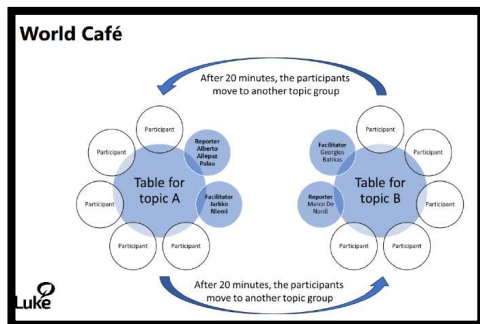 World Café
After 20 minutes, the participants
move to another topic group
Participant
Participant
Participant
Participant
Participant
Reporter
Alberto
Allepuz
Palau
Facilitator
Jarkko
Niemi
Table for
topic A
Participant
Participant
Participant
Participant
Participant
Facilitator
Georgios
Batikas
Reporter
Marco De
Nardi
Table for
topic B
After 20 minutes, the participants
move to another topic group
Luke